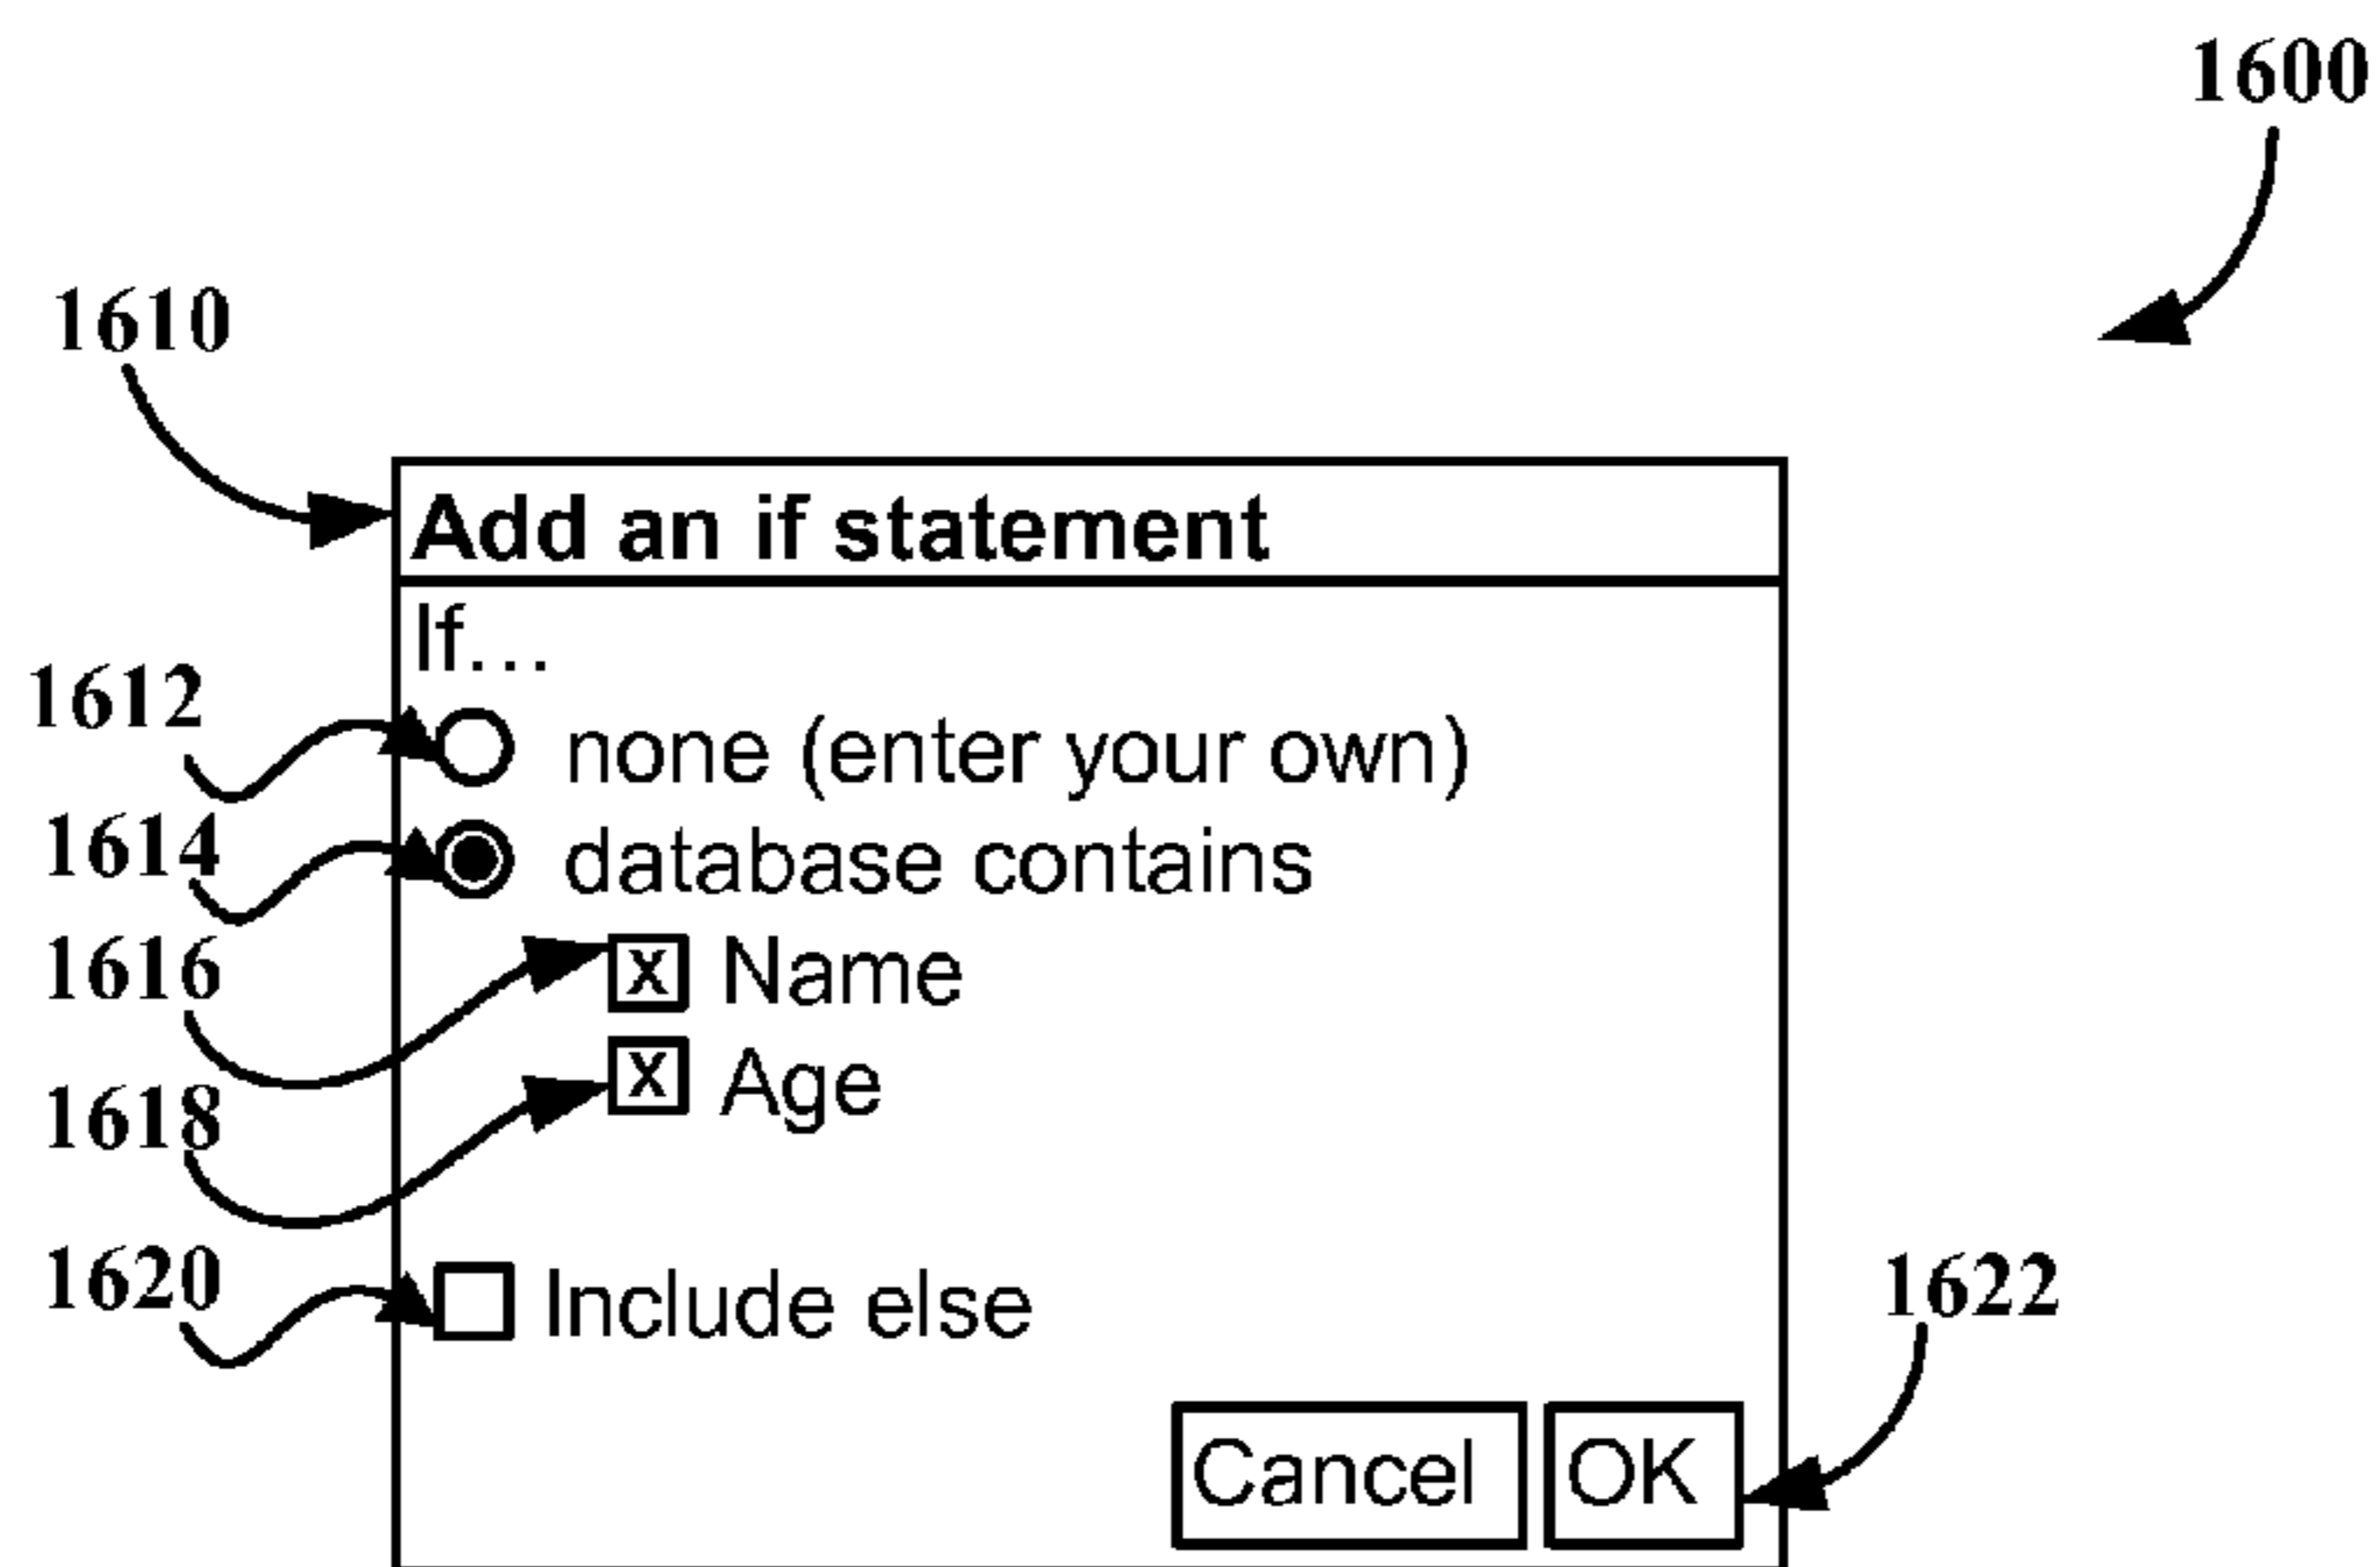 1600
1610
Add an if statement
If...
1612
none (enter your own)
1614
database contains
1616
x Name
1618
x Age
1620
Include else
1622
Cancel
OK